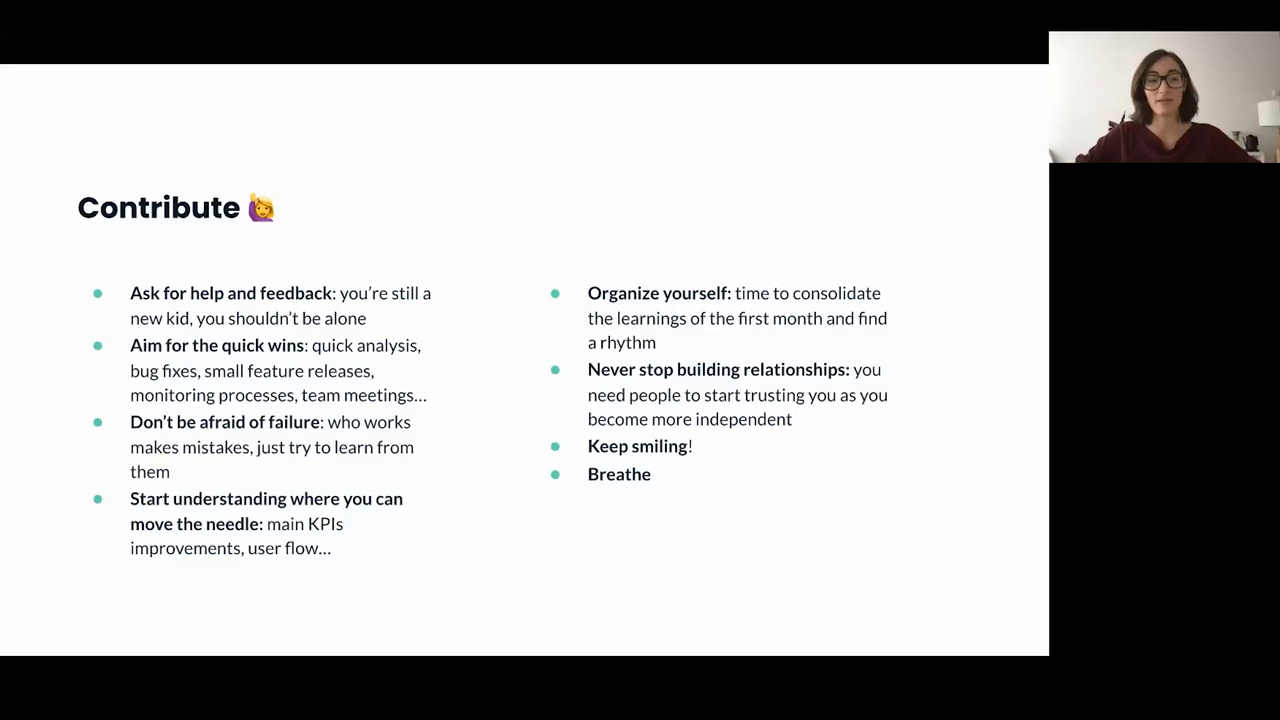 Contribute 🙋‍♀️
Ask for help and feedback: you’re still a
new kid, you shouldn’t be alone
Aim for the quick wins: quick analysis,
bug fixes, small feature releases,
monitoring processes, team meetings…
Don’t be afraid of failure: who works
makes mistakes, just try to learn from
them
Start understanding where you can
move the needle: main KPIs
improvements, user flow…
Organize yourself: time to consolidate
the learnings of the first month and find
a rhythm
Never stop building relationships: you
need people to start trusting you as you
become more independent
Keep smiling!
Breathe